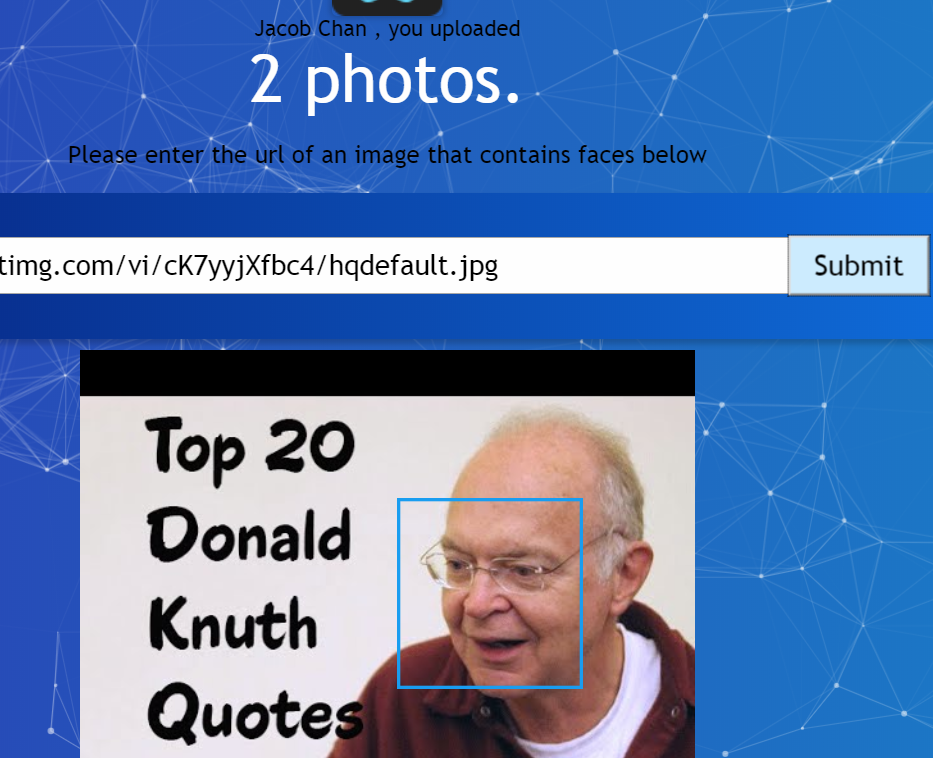 Jacob Chan , you uploaded
2 photos.
Please enter the url of an image that contains faces below
timg.com/vi/cK7yyjXfbc4/hqdefault.jpg
Submit
Top 20
Donald
Knuth
Quotes